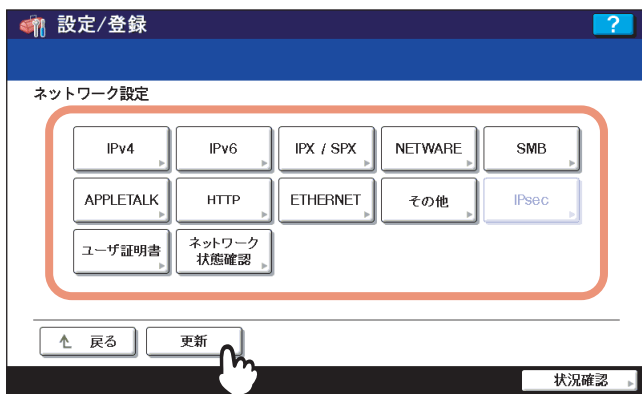 設定/登録
?
ネットワーク設定
IPv4
IPv6
IPX / SPX
NETWARE
SMB
APPLETALK
HTTP
ETHERNET
その他
IPsec
ユーザ証明書
ネットワーク
状態確認
戻る
更新
状況確認